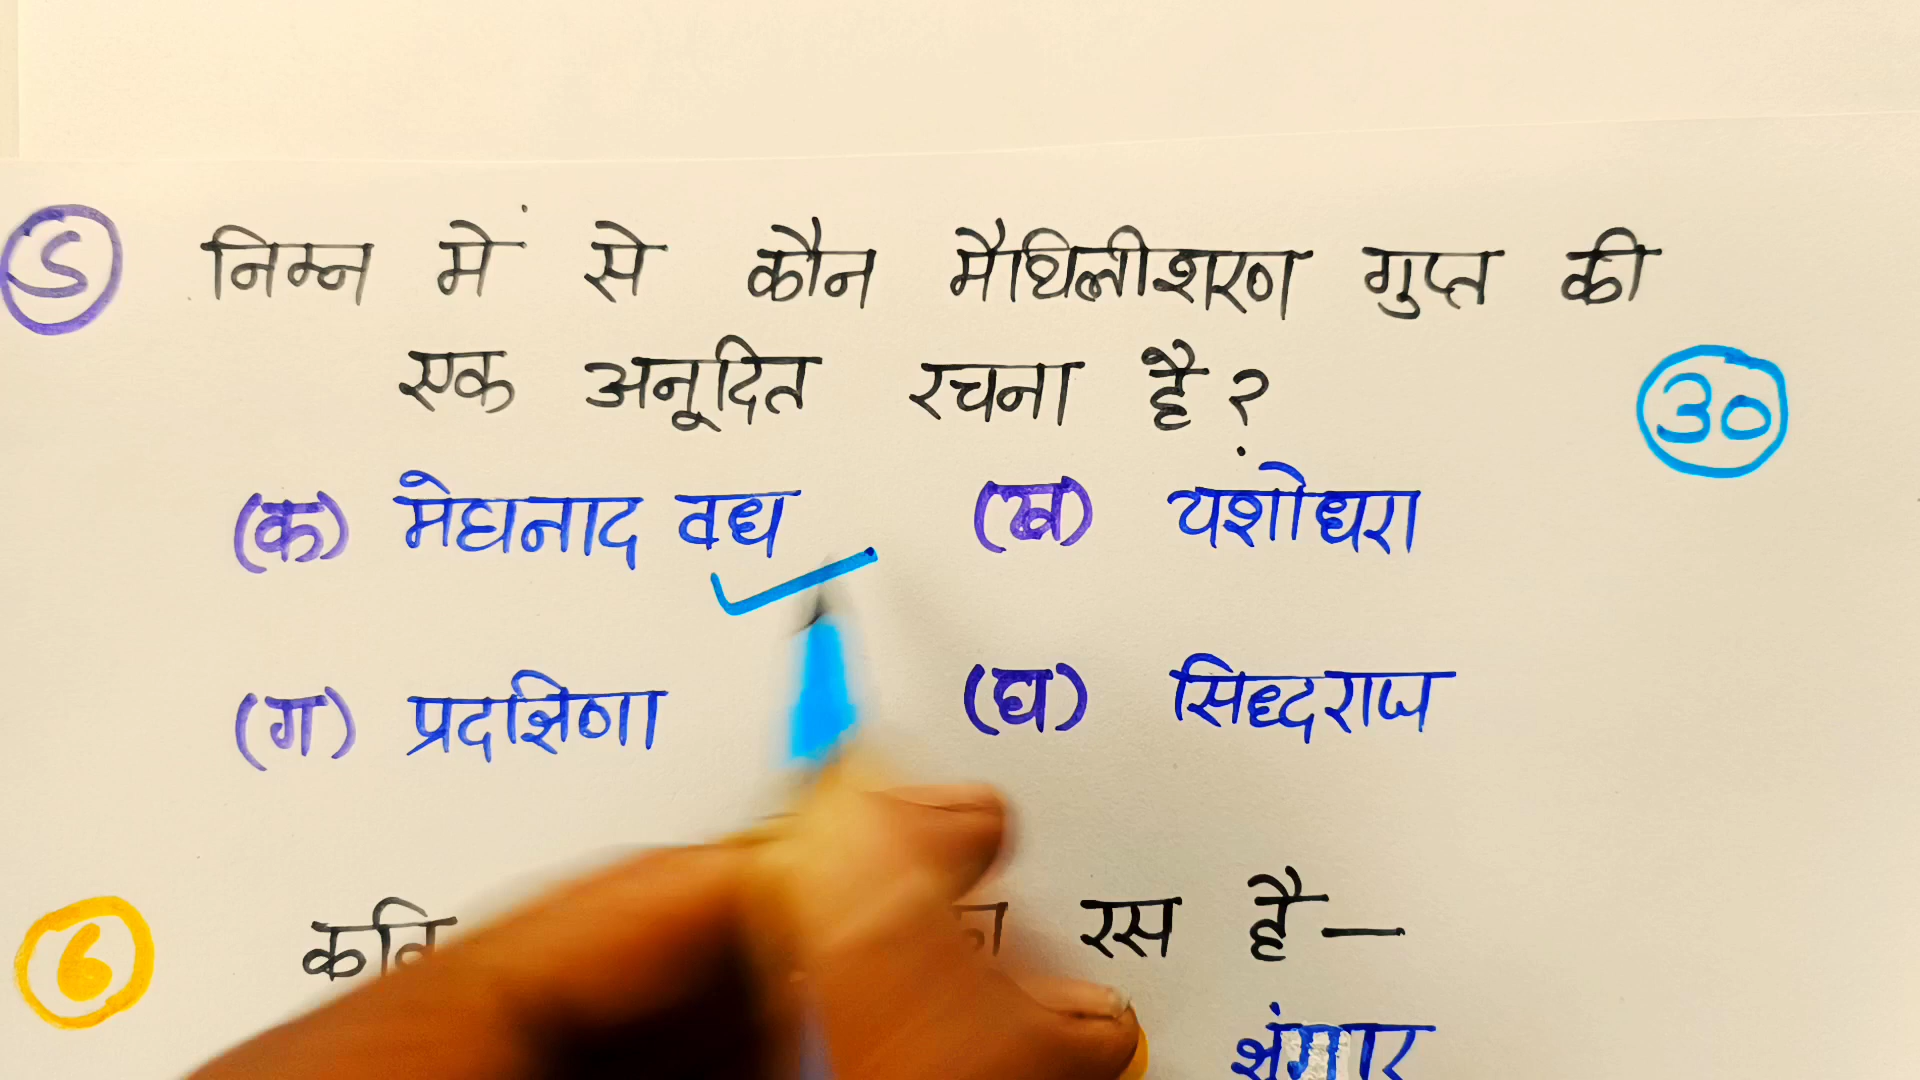 5 निम्न में से कौन मैथिलीशरण गुप्त की
एक अनूदित रचना है?
30
(क) मेघनाद वध (ख) यशोधरा
(ग) प्रदक्षिणा (घ) सिद्धराज
6 रस है—
श्रृंगार